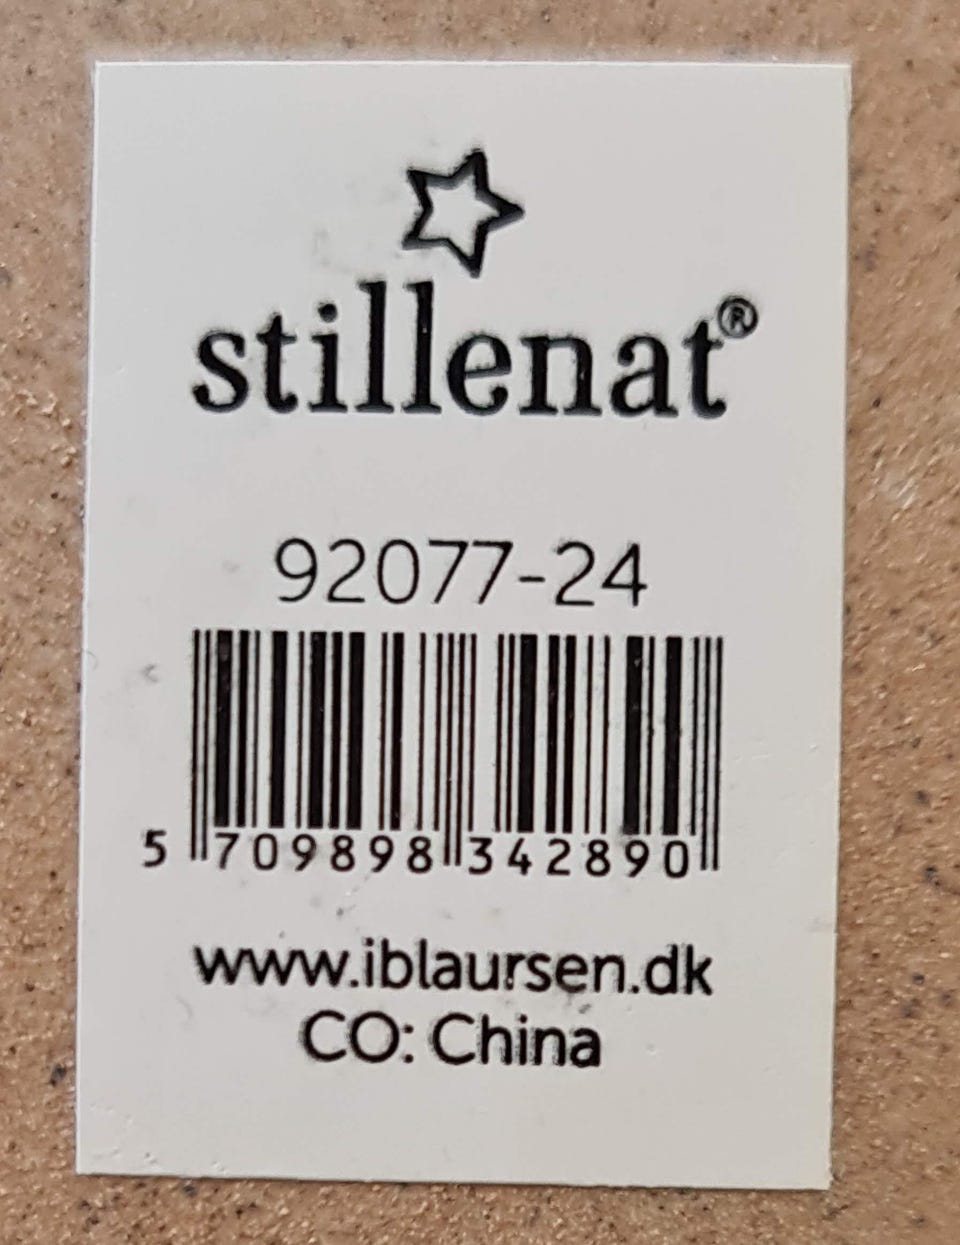 stillenat®
92077-24
5 709898 342890
www.iblaursen.dk
CO: China